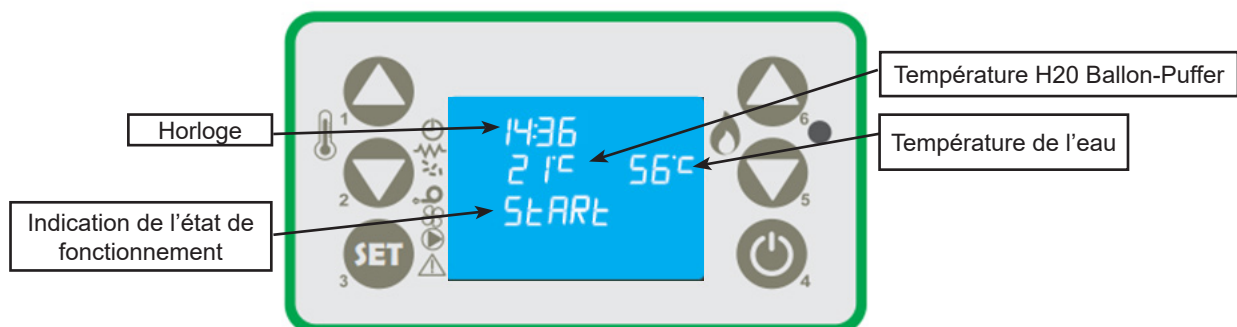 Température H20 Ballon-Puffer
1
6
Horloge
14:36
Température de l'eau
21°C 56°C
2
5
StARt
Indication de l'état de
fonctionnement
SET
3
4